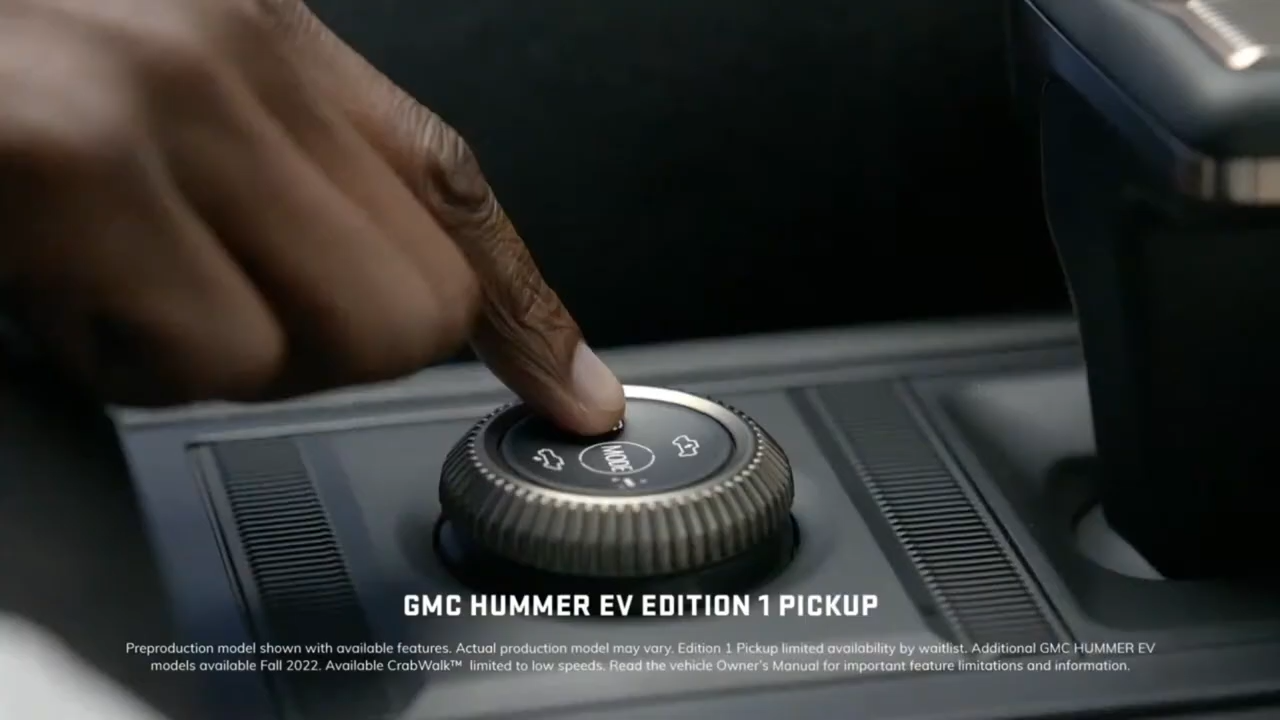 MODE
GMC HUMMER EV EDITION 1 PICKUP
Preproduction model shown with available features. Actual production model may vary. Edition 1 Pickup limited availability by waitlist. Additional GMC HUMMER EV
models available Fall 2022. Available CrabWalk™ limited to low speeds. Read the vehicle Owner's Manual for important feature limitations and information.